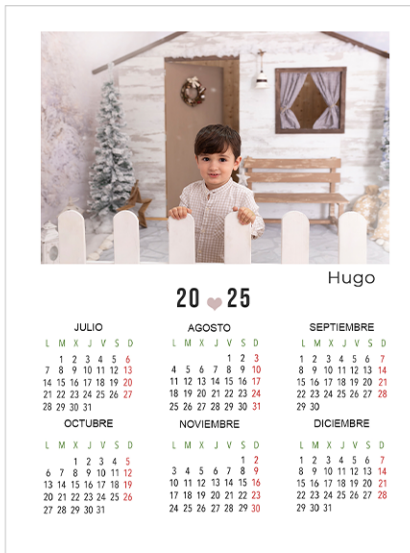 Hugo
20 25
JULIO AGOSTO SEPTIEMBRE
L M X J V S D L M X J V S D L M X J V S D
1 2 3 4 5 6 1 2 3 1 2 3 4 5 6 7
7 8 9 10 11 12 13 4 5 6 7 8 9 10 8 9 10 11 12 13 14
14 15 16 17 18 19 20 11 12 13 14 15 16 17 15 16 17 18 19 20 21
21 22 23 24 25 26 27 18 19 20 21 22 23 24 22 23 24 25 26 27 28
28 29 30 31 25 26 27 28 29 30 31 29 30
OCTUBRE NOVIEMBRE DICIEMBRE
L M X J V S D L M X J V S D L M X J V S D
1 2 3 4 5 1 2 1 2 3 4 5 6 7
6 7 8 9 10 11 12 3 4 5 6 7 8 9 8 9 10 11 12 13 14
13 14 15 16 17 18 19 10 11 12 13 14 15 16 15 16 17 18 19 20 21
20 21 22 23 24 25 26 17 18 19 20 21 22 23 22 23 24 25 26 27 28
27 28 29 30 31 24 25 26 27 28 29 30 29 30 31